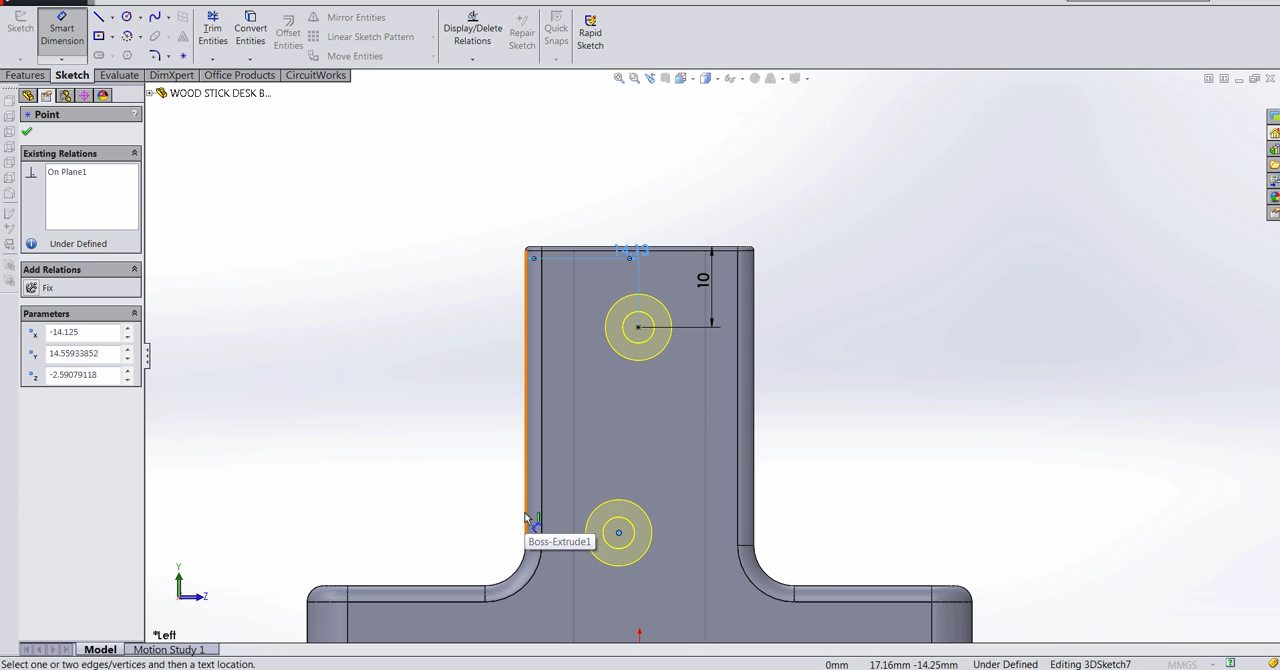 Sketch
Smart
Dimension
Trim
Entities
Convert
Entities
Offset
Entities
Mirror Entities
Linear Sketch Pattern
Move Entities
Display/Delete
Relations
Repair
Sketch
Quick
Snaps
Rapid
Sketch
Features
Sketch
Evaluate
DimXpert
Office Products
CircuitWorks
WOOD STICK DESK B...
Point
?
Existing Relations
On Plane1
Under Defined
Add Relations
Fix
Parameters
x
-14.125
Y
14.55933852
z
-2.59079118
14.13
10
Boss-Extrude1
Y
Z
*Left
Model
Motion Study 1
Select one or two edges/vertices and then a text location.
0mm
17.16mm
-14.25mm
Under Defined
Editing 3DSketch7
MMGS
?